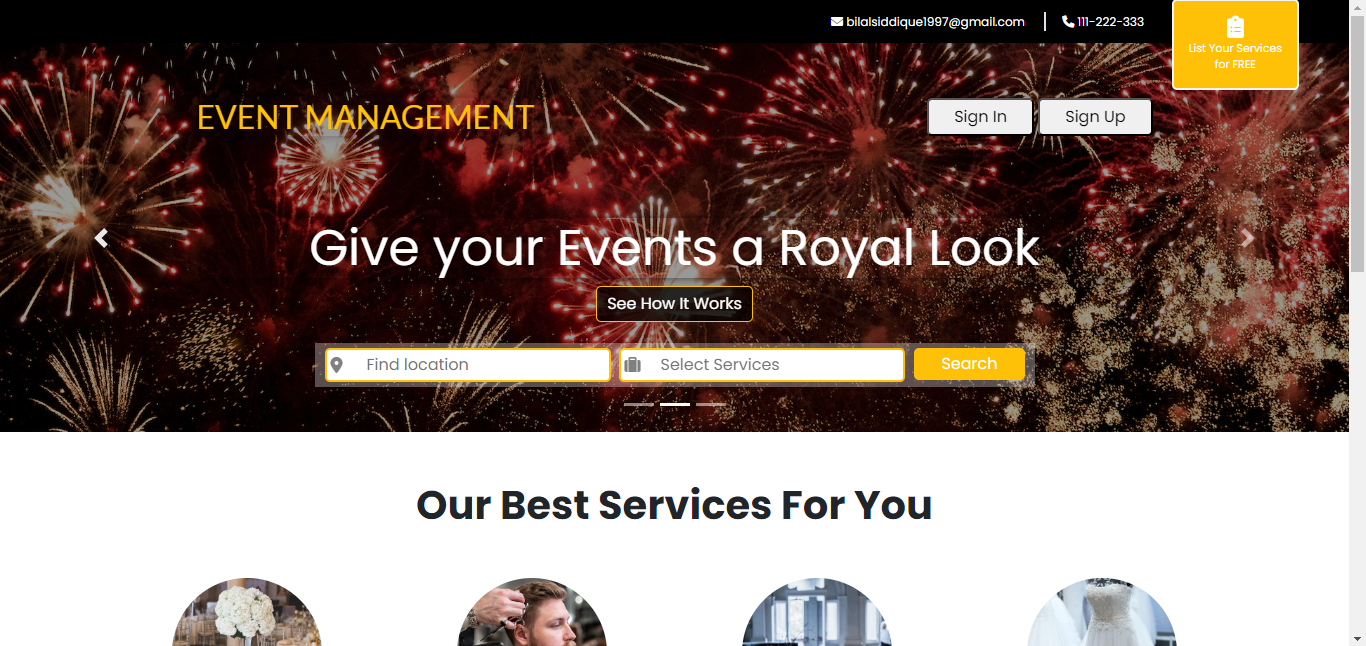 bilalsiddique1997@gmail.com
111-222-333
List Your Services
for FREE
EVENT MANAGEMENT
Sign In
Sign Up
Give your Events a Royal Look
See How It Works
Find location
Select Services
Search
Our Best Services For You